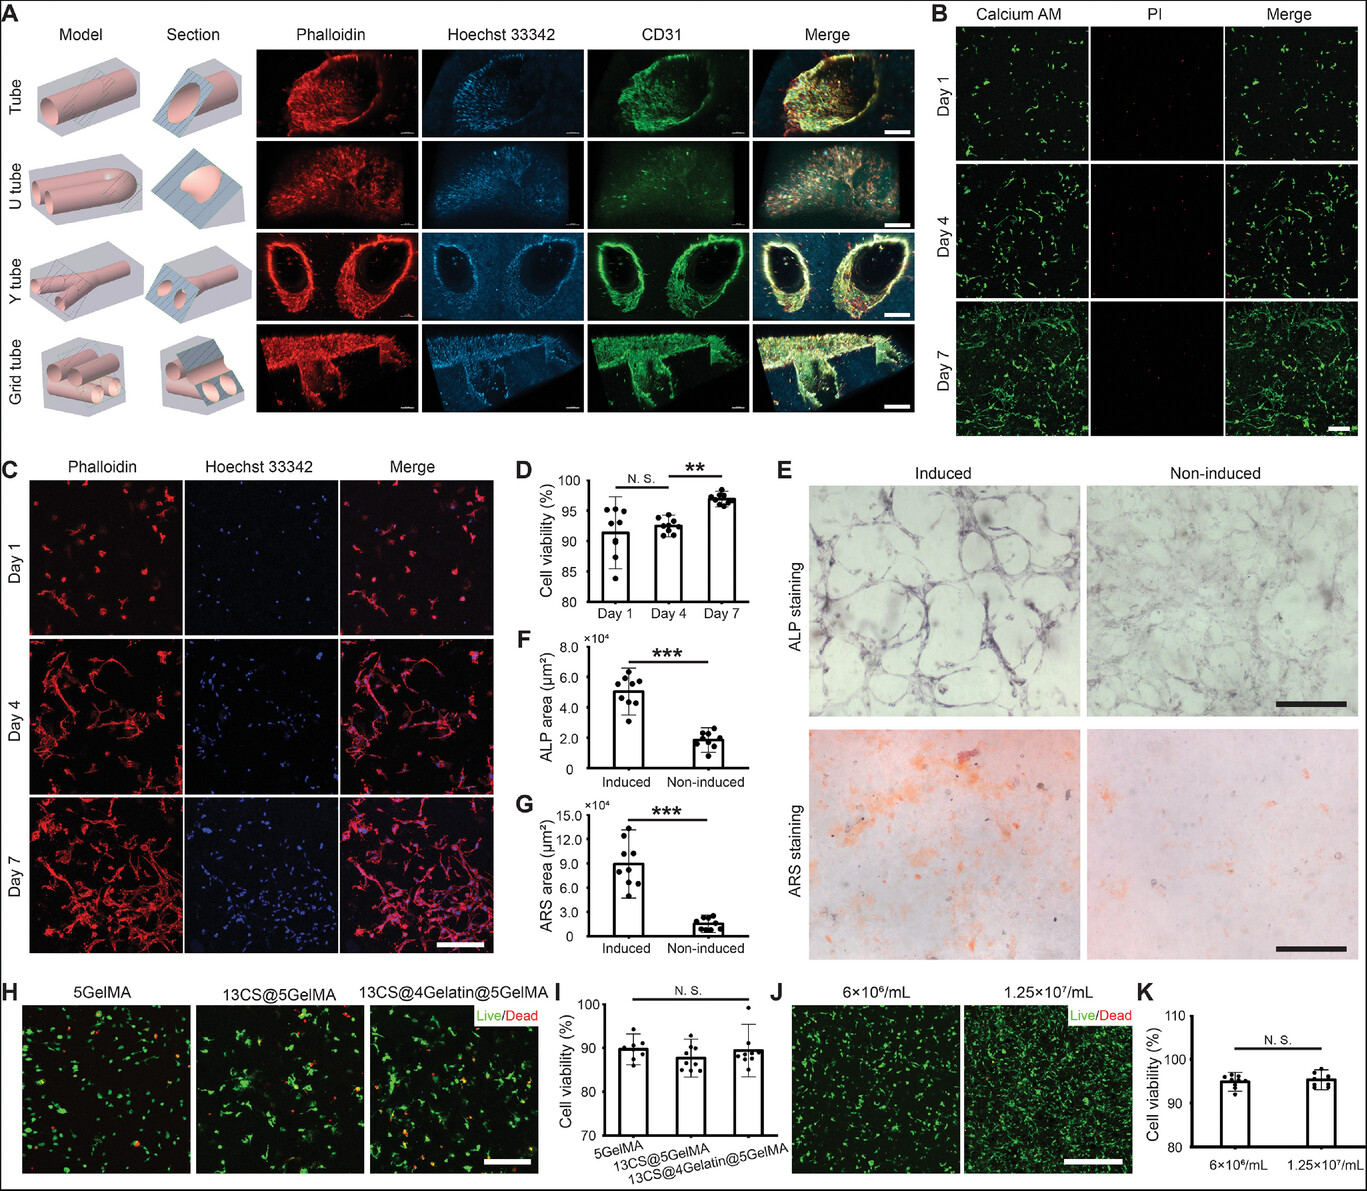 A
Model
Section
Phalloidin
Hoechst 33342
CD31
Merge
Tube
U tube
Y tube
Grid tube
B
Calcium AM
PI
Merge
Day 1
Day 4
Day 7
C
Phalloidin
Hoechst 33342
Merge
Day 1
Day 4
Day 7
D
N. S.
**
Cell viability (%)
100
95
90
85
80
Day 1
Day 4
Day 7
E
Induced
Non-induced
ALP staining
ARS staining
F
×10⁴
***
ALP area (μm²)
8.0
6.0
4.0
2.0
0
Induced
Non-induced
G
×10⁴
***
ARS area (μm²)
15.0
12.0
9.0
6.0
3.0
0
Induced
Non-induced
H
5GelMA
13CS@5GelMA
13CS@4Gelatin@5GelMA
Live/Dead
I
N. S.
Cell viability (%)
100
90
80
70
5GelMA
13CS@5GelMA
13CS@4Gelatin@5GelMA
J
6×10⁶/mL
1.25×10⁷/mL
Live/Dead
K
N. S.
Cell viability (%)
110
100
90
80
6×10⁶/mL
1.25×10⁷/mL